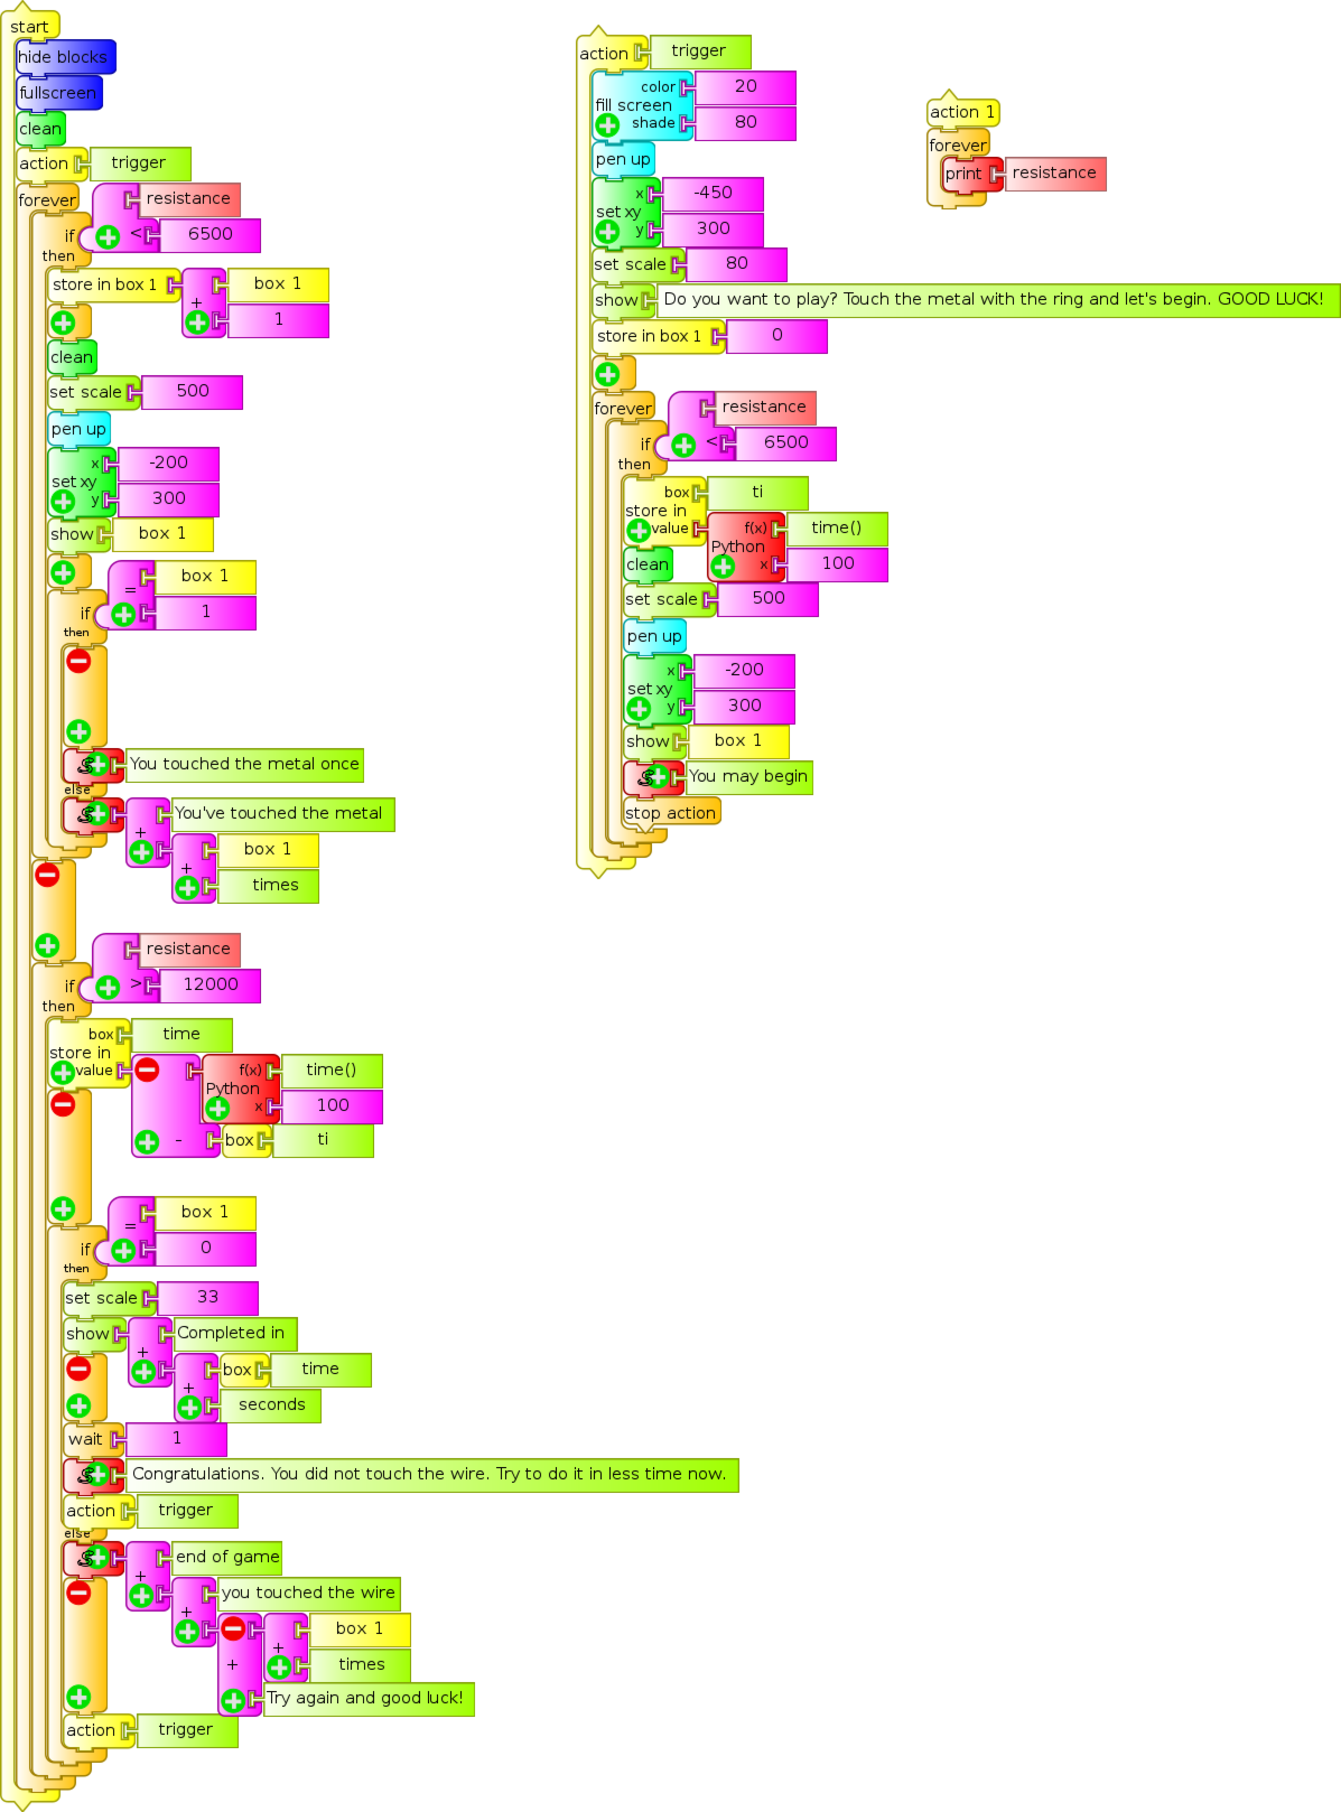 start
hide blocks
fullscreen
clean
action trigger
forever
resistance
if < 6500
then
store in box 1 + box 1
1
clean
set scale 500
pen up
x -200
set xy
y 300
show box 1
= box 1
if 1
then
You touched the metal once
else
You've touched the metal
+
box 1
+
times
resistance
if > 12000
then
box time
store in
value
f(x) time()
Python
x 100
- box ti
box 1
=
if 0
then
set scale 33
show Completed in
+
box time
+
seconds
wait 1
S Congratulations. You did not touch the wire. Try to do it in less time now.
action trigger
else
S end of game
+
you touched the wire
+
box 1
+
+ times
Try again and good luck!
action trigger
action trigger
color 20
fill screen
shade 80
pen up
x -450
set xy
y 300
set scale 80
show Do you want to play? Touch the metal with the ring and let's begin. GOOD LUCK!
store in box 1 0
forever
resistance
if < 6500
then
box ti
store in
value f(x) time()
Python
x 100
clean
set scale 500
pen up
x -200
set xy
y 300
show box 1
S You may begin
stop action
action 1
forever
print resistance